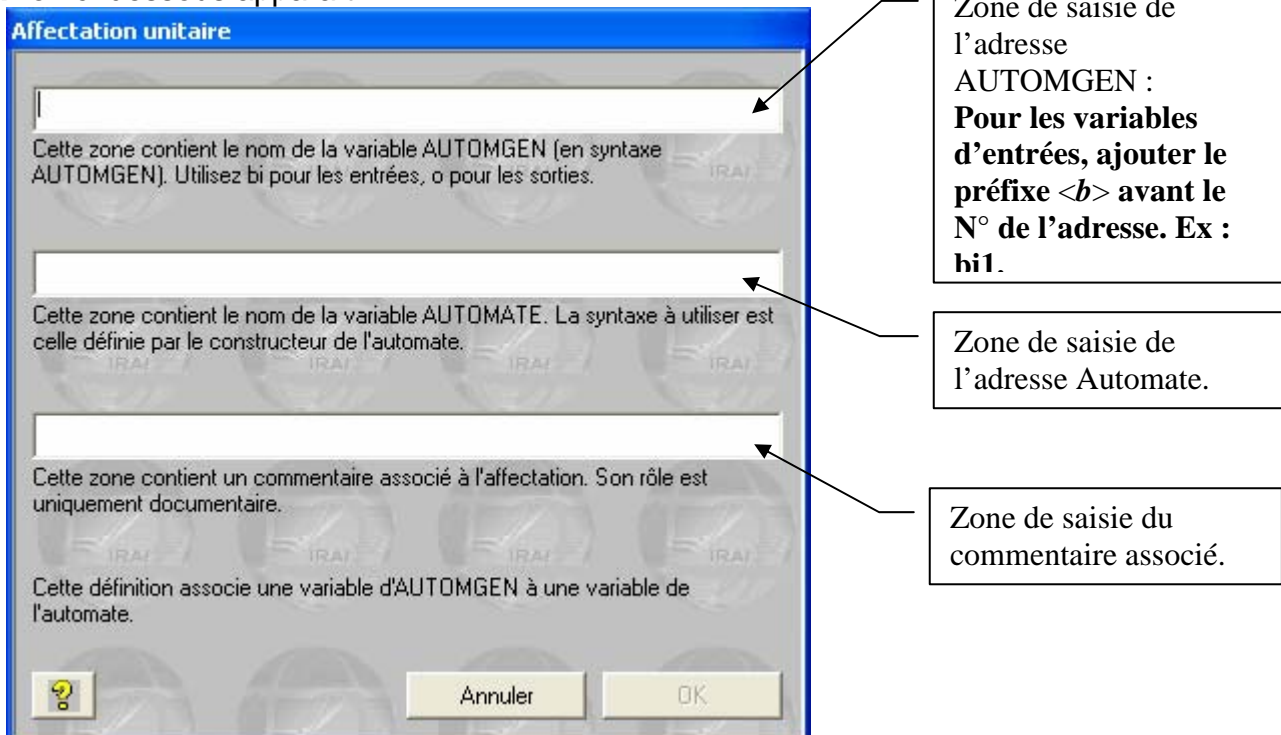 Affectation unitaire
Cette zone contient le nom de la variable AUTOMGEN (en syntaxe
AUTOMGEN). Utilisez bi pour les entrées, o pour les sorties.
Cette zone contient le nom de la variable AUTOMATE. La syntaxe à utiliser est
celle définie par le constructeur de l'automate.
Cette zone contient un commentaire associé à l'affectation. Son rôle est
uniquement documentaire.
Cette définition associe une variable d'AUTOMGEN à une variable de
l'automate.
Annuler
OK
Zone de saisie de
l’adresse
AUTOMGEN :
Pour les variables
d’entrées, ajouter le
préfixe <b> avant le
N° de l’adresse. Ex :
bi1.
Zone de saisie de
l’adresse Automate.
Zone de saisie du
commentaire associé.
IRAI